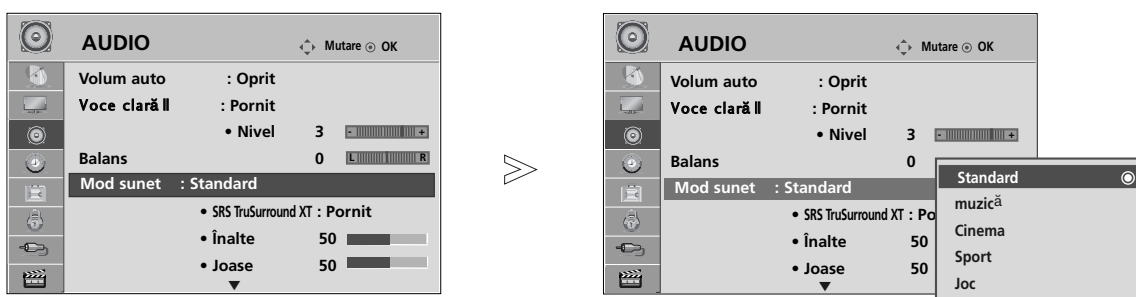 AUDIO
Mutare OK
Volum auto : Oprit
Voce clară II : Pornit
• Nivel 3 - +
Balans 0 L R
Mod sunet : Standard
• SRS TruSurround XT : Pornit
• Înalte 50
• Joase 50
AUDIO
Mutare OK
Volum auto : Oprit
Voce clară II : Pornit
• Nivel 3 - +
Balans 0
Mod sunet : Standard
• SRS TruSurround XT : Po
• Înalte 50
• Joase 50
Standard
muzică
Cinema
Sport
Joc